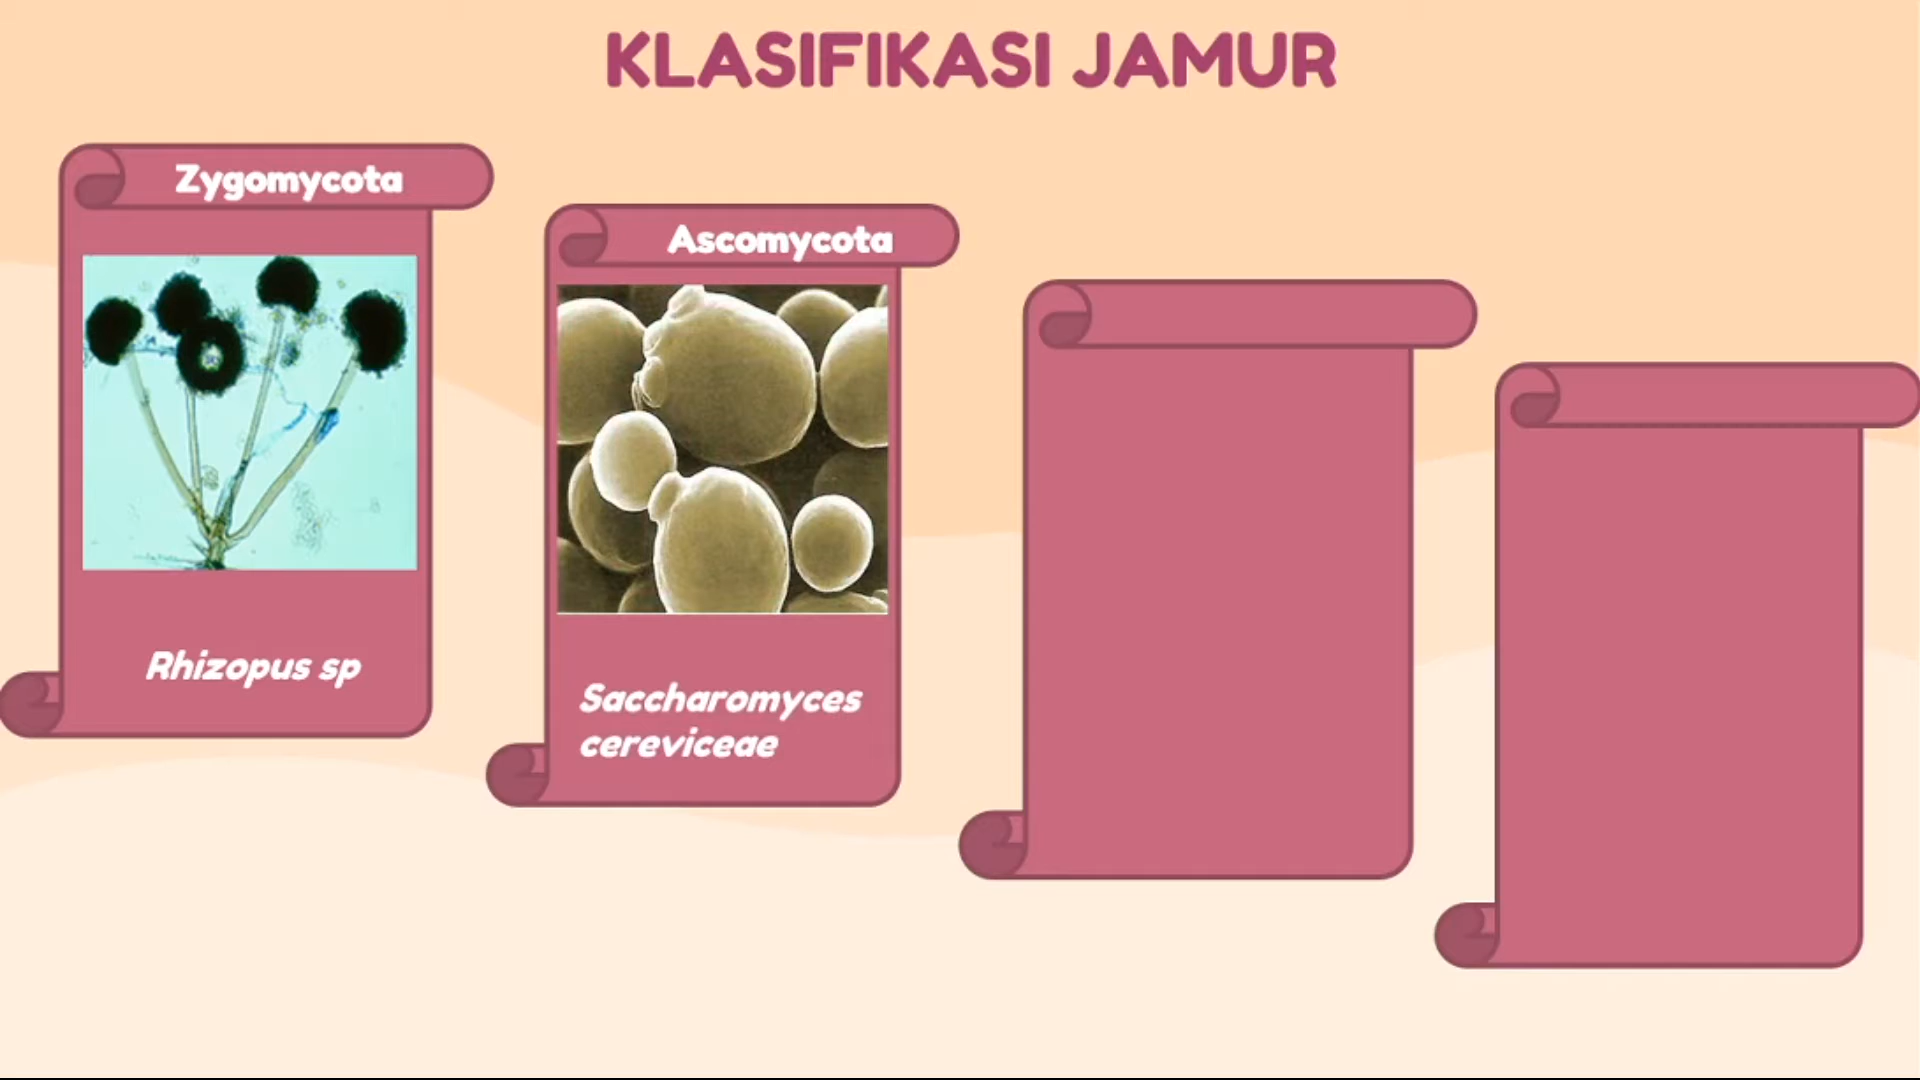 KLASIFIKASI JAMUR
Zygomycota
Rhizopus sp
Ascomycota
Saccharomyces
cereviceae